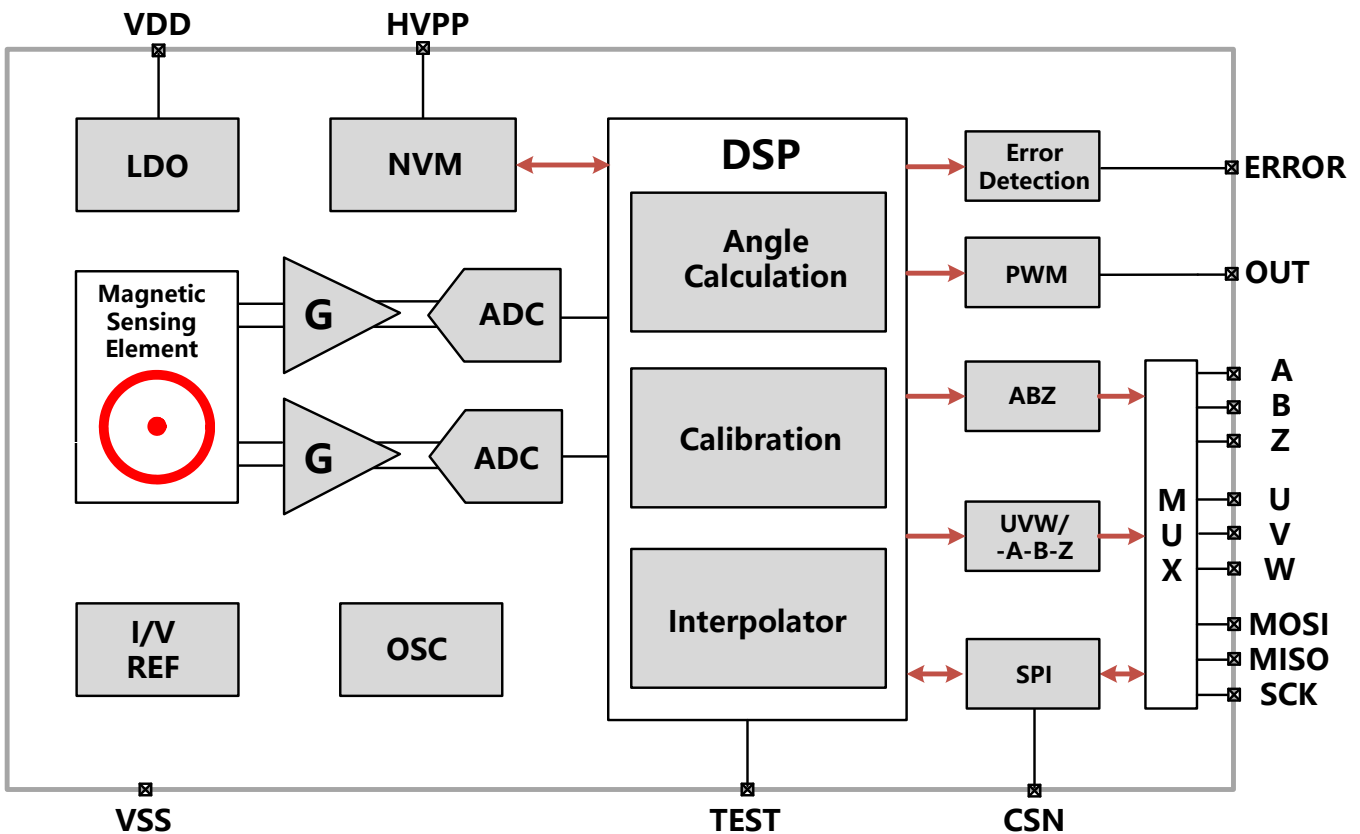 VDD
HVPP
LDO
NVM
DSP
Error
Detection
ERROR
Angle
Calculation
PWM
OUT
Magnetic
Sensing
Element
G
ADC
ABZ
A
B
Z
Calibration
G
ADC
M
U
X
UVW/
-A-B-Z
U
V
W
I/V
REF
OSC
Interpolator
SPI
MOSI
MISO
SCK
VSS
TEST
CSN